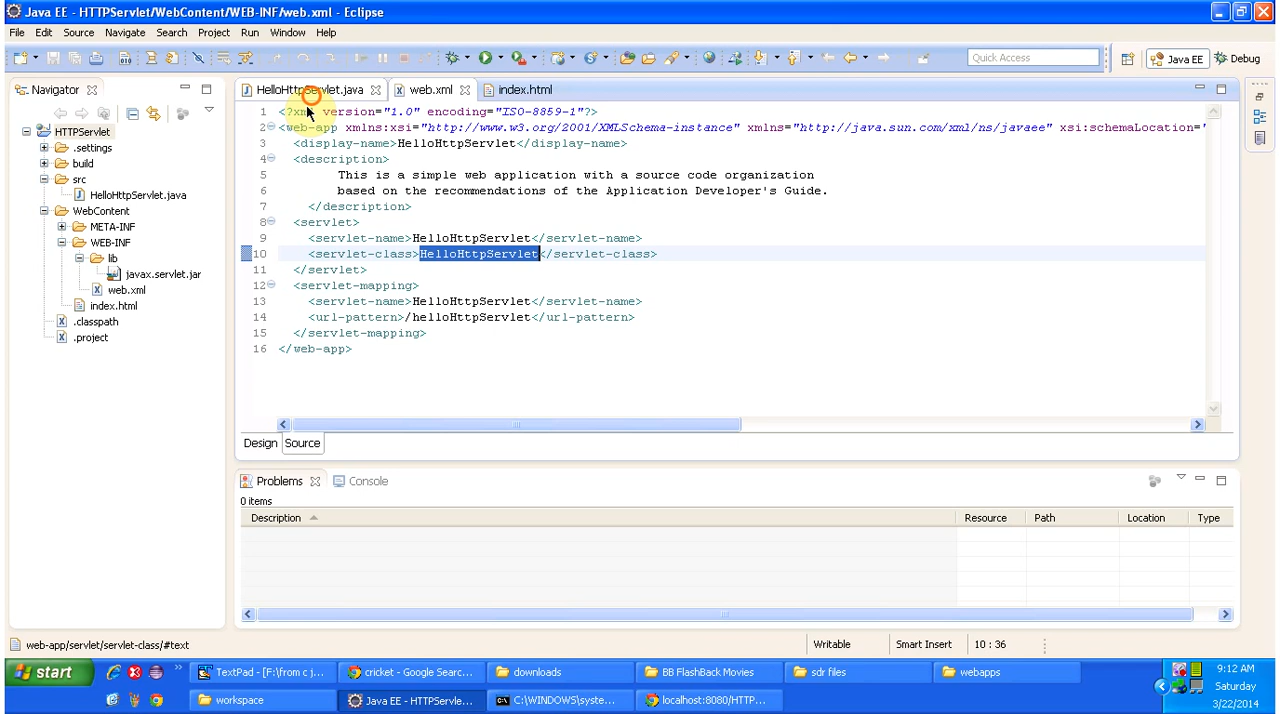 Java EE - HTTPServlet/WebContent/WEB-INF/web.xml - Eclipse
File Edit Source Navigate Search Project Run Window Help
Quick Access Java EE Debug
Navigator
HTTPServlet
.settings
build
src
HelloHttpServlet.java
WebContent
META-INF
WEB-INF
lib
javax.servlet.jar
web.xml
index.html
.classpath
.project
HelloHttpServlet.java web.xml index.html
1 <?xml version="1.0" encoding="ISO-8859-1"?>
2 <web-app xmlns:xsi="http://www.w3.org/2001/XMLSchema-instance" xmlns="http://java.sun.com/xml/ns/javaee" xsi:schemaLocation="
3 <display-name>HelloHttpServlet</display-name>
4 <description>
5 This is a simple web application with a source code organization
6 based on the recommendations of the Application Developer's Guide.
7 </description>
8 <servlet>
9 <servlet-name>HelloHttpServlet</servlet-name>
10 <servlet-class>HelloHttpServlet</servlet-class>
11 </servlet>
12 <servlet-mapping>
13 <servlet-name>HelloHttpServlet</servlet-name>
14 <url-pattern>/helloHttpServlet</url-pattern>
15 </servlet-mapping>
16 </web-app>
Design Source
Problems Console
0 items
Description Resource Path Location Type
web-app/servlet/servlet-class/#text Writable Smart Insert 10 : 36
start TextPad - [F:\from c j... cricket - Google Searc... downloads BB FlashBack Movies sdr files webapps
workspace Java EE - HTTPServle... C:\WINDOWS\syste... localhost:8080/HTTP...
9:12 AM
Saturday
3/22/2014